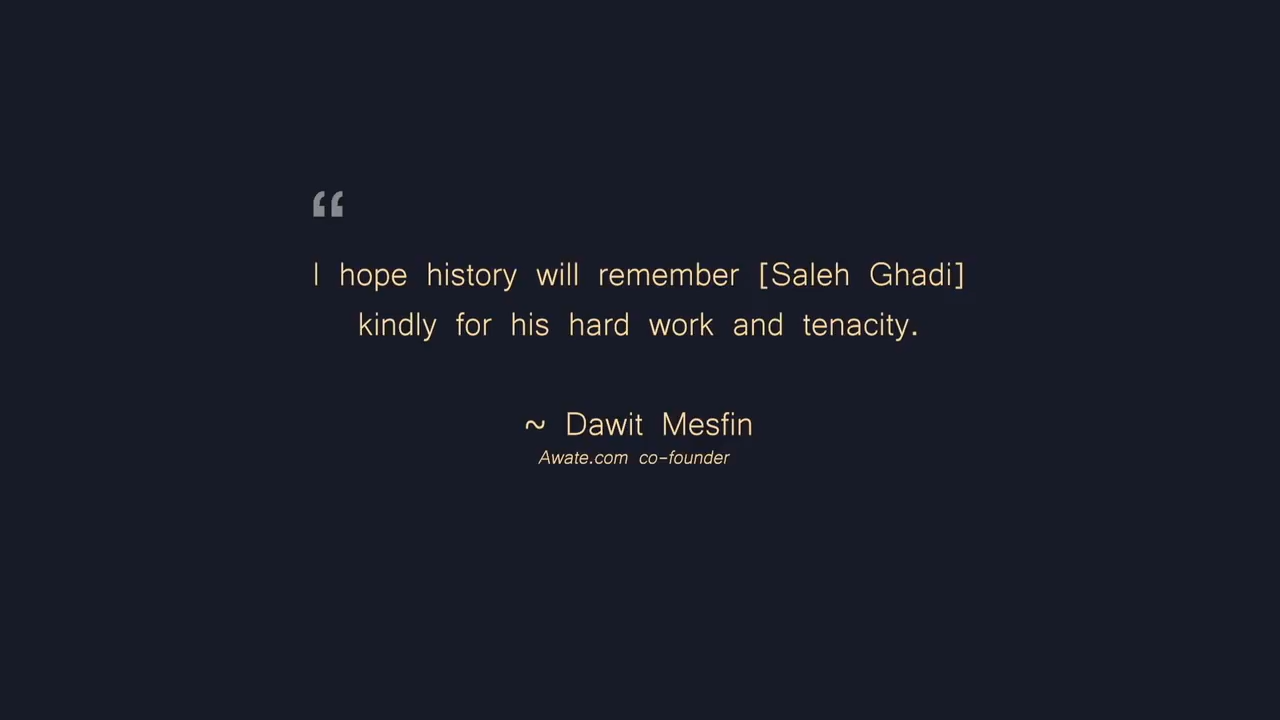 “
I hope history will remember [Saleh Ghadi]
kindly for his hard work and tenacity.
~ Dawit Mesfin
Awate.com co-founder